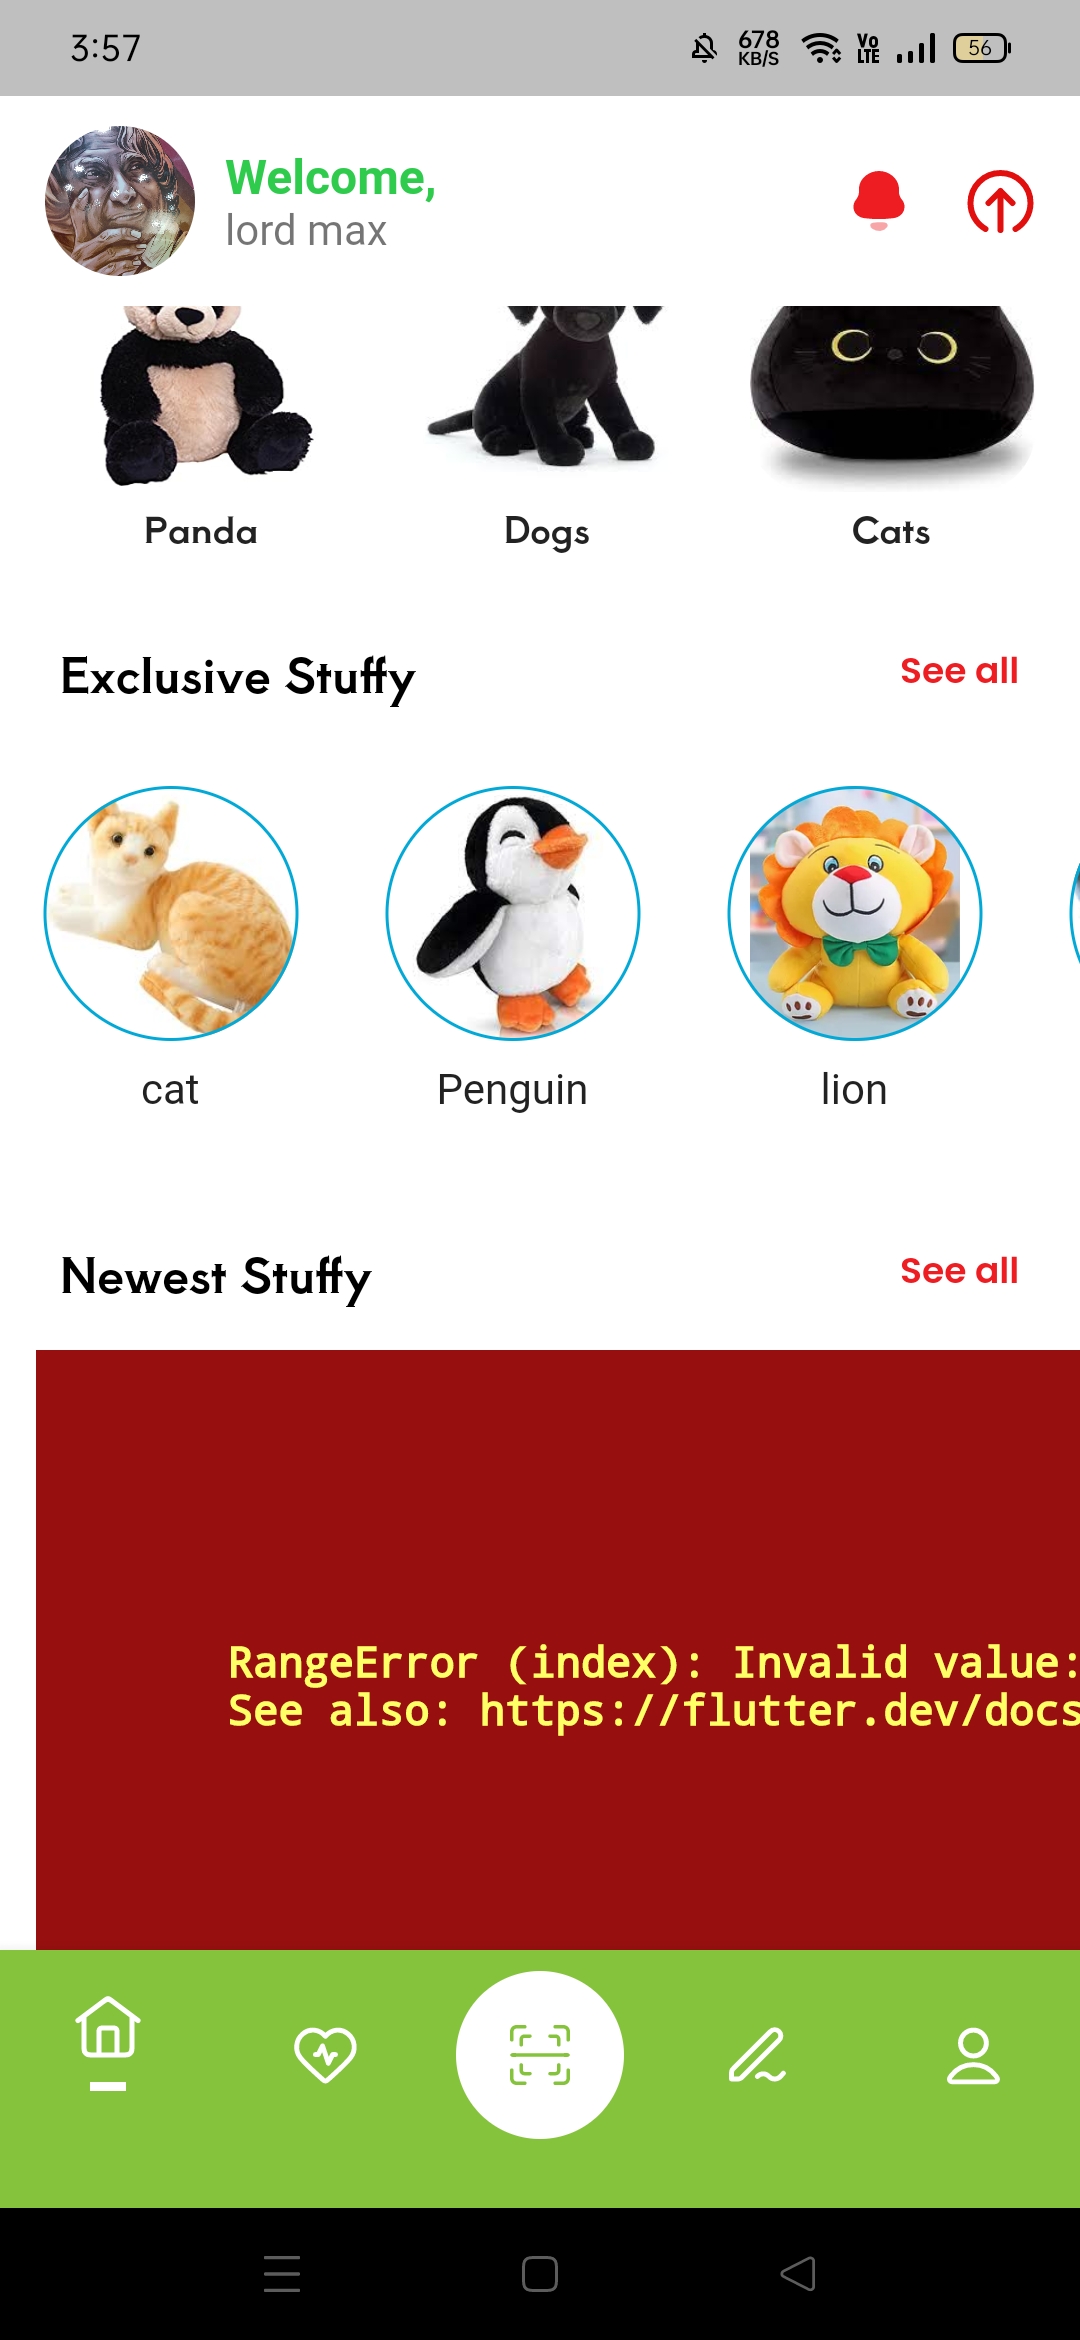 3:57
678
KB/S
Vo
LTE
56
Welcome,
lord max
Panda
Dogs
Cats
Exclusive Stuffy
See all
cat
Penguin
lion
Newest Stuffy
See all
RangeError (index): Invalid value:
See also: https://flutter.dev/docs